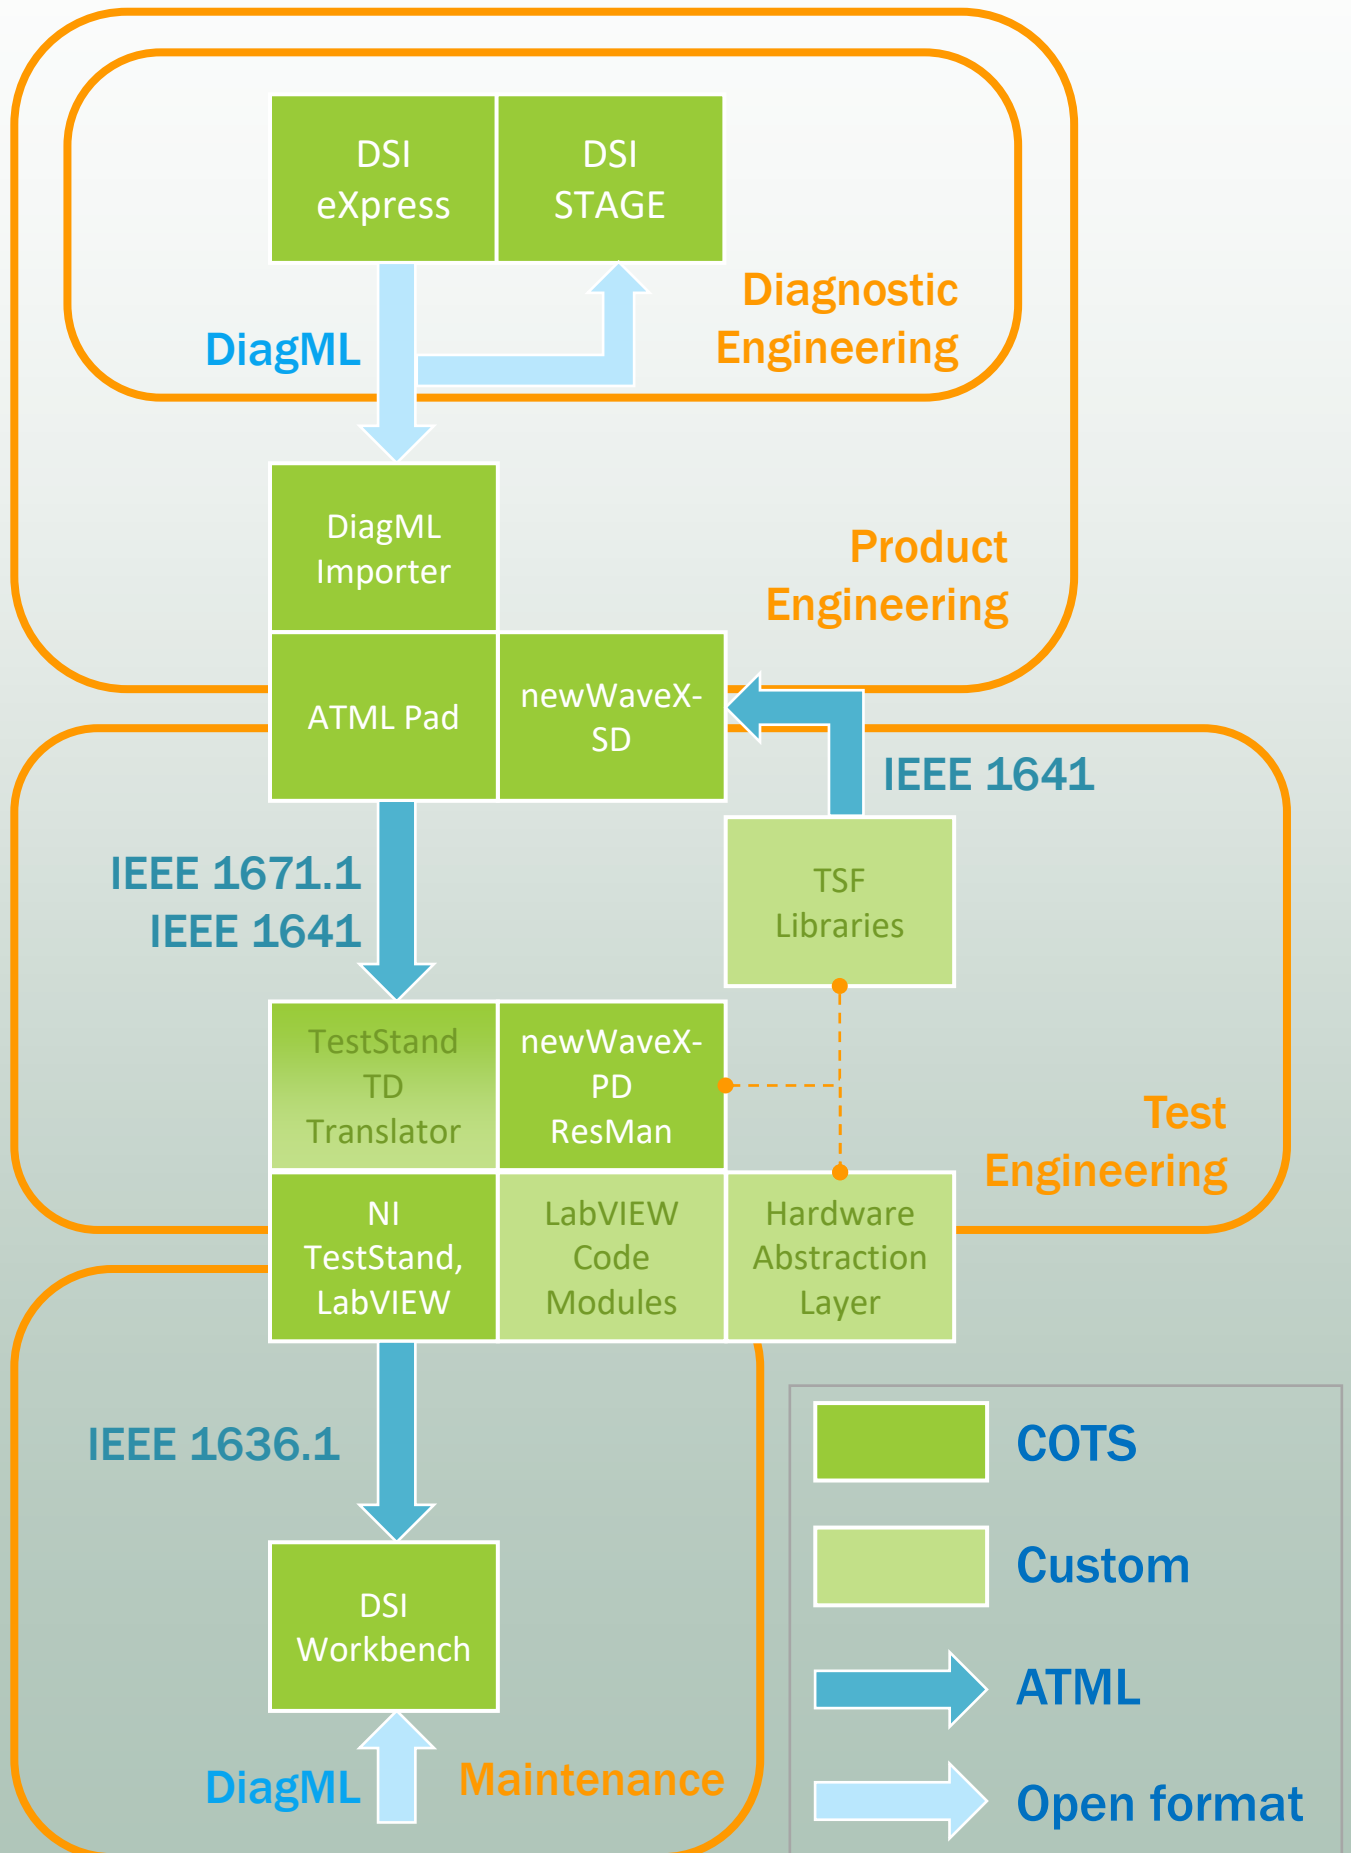 DSI
eXpress
DSI
STAGE
Diagnostic
Engineering
DiagML
DiagML
Importer
Product
Engineering
ATML Pad
newWaveX-
SD
IEEE 1641
IEEE 1671.1
IEEE 1641
TSF
Libraries
TestStand
TD
Translator
newWaveX-
PD
ResMan
Test
Engineering
NI
TestStand,
LabVIEW
LabVIEW
Code
Modules
Hardware
Abstraction
Layer
IEEE 1636.1
DSI
Workbench
DiagML
Maintenance
COTS
Custom
ATML
Open format